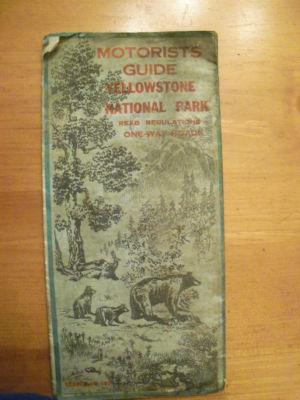 MOTORISTS
GUIDE
YELLOWSTONE
NATIONAL PARK
READ REGULATIONS
ONE-WAY ROADS